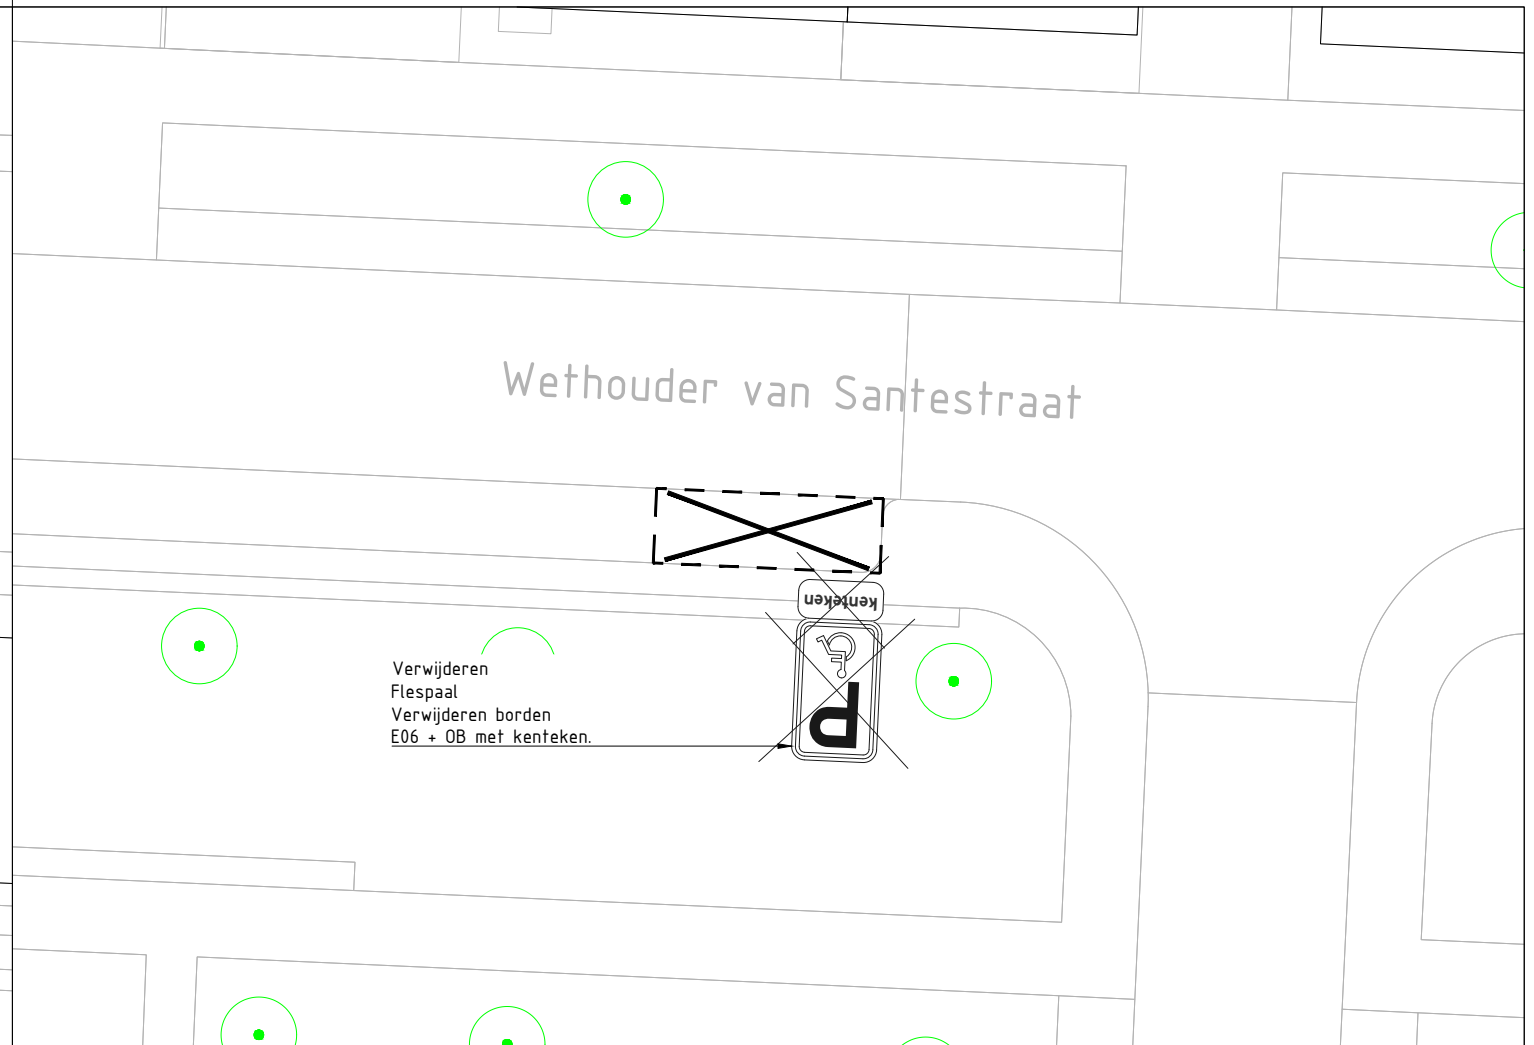 Wethouder van Santestraat
kenteken
Verwijderen
Flespaal
Verwijderen borden
E06 + OB met kenteken.
P